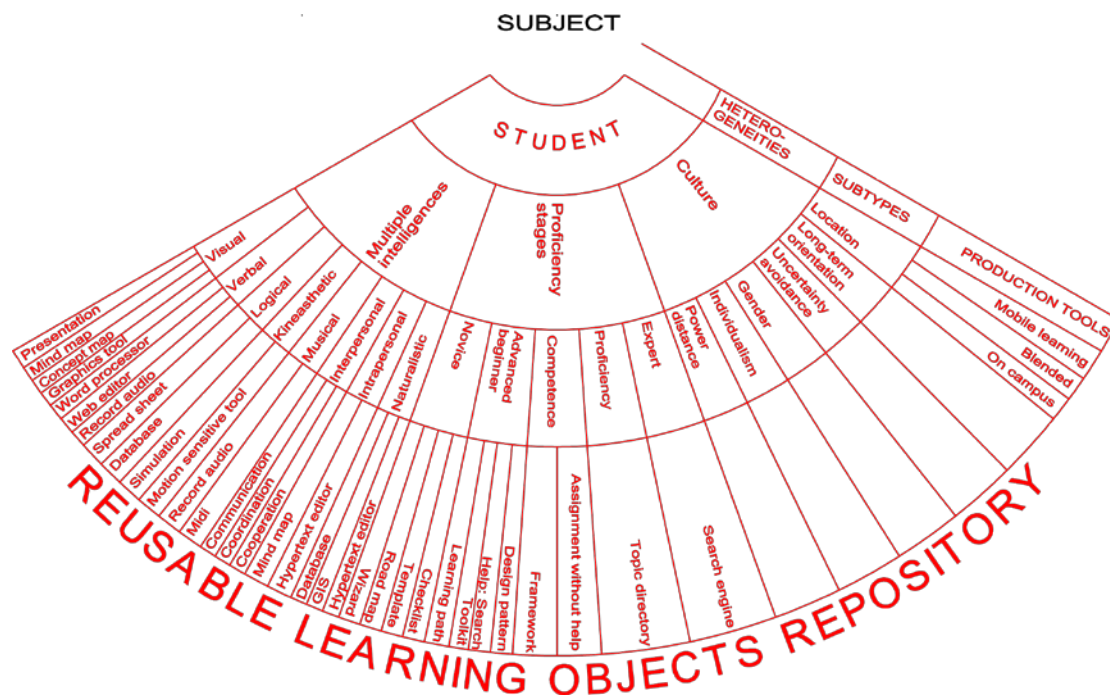 SUBJECT
STUDENT
HETERO-
GENEITIES
SUBTYPES
PRODUCTION TOOLS
Multiple
intelligences
Proficiency
stages
Culture
Visual
Verbal
Logical
Kineasthetic
Musical
Interpersonal
Intrapersonal
Naturalistic
Novice
Advanced
beginner
Competence
Proficiency
Expert
Power
distance
Individualism
Gender
Uncertainty
avoidance
Long-term
orientation
Location
Presentation
Mind map
Concept map
Graphics tool
Word processor
Web editor
Record audio
Spread sheet
Database
Simulation
Motion sensitive tool
Record audio
Midi
Communication
Coordination
Cooperation
Mind map
Hypertext editor
Database
GIS
Hypertext editor
Wizard
Road map
Template
Checklist
Learning path
Toolkit
Help: Search
Design pattern
Framework
Assignment without help
Topic directory
Search engine
On campus
Blended
Mobile learning
REUSABLE LEARNING OBJECTS REPOSITORY